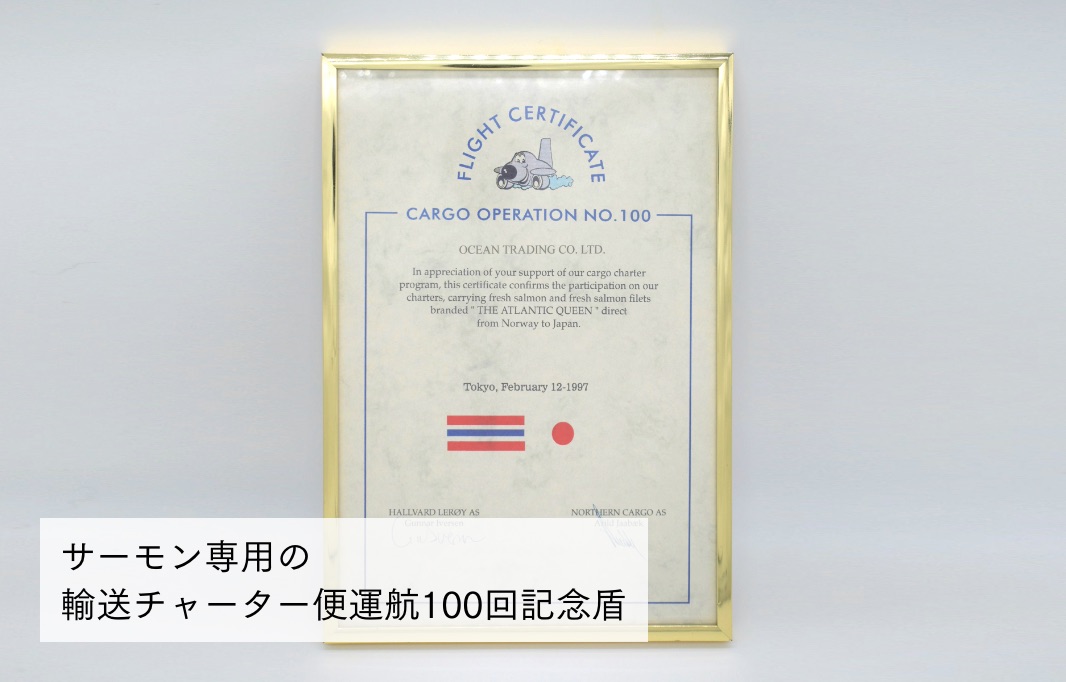 FLIGHT CERTIFICATE
CARGO OPERATION NO.100
OCEAN TRADING CO. LTD.
In appreciation of your support of our cargo charter
program, this certificate confirms the participation on our
charters, carrying fresh salmon and fresh salmon filets
branded " THE ATLANTIC QUEEN " direct
from Norway to Japan.
Tokyo, February 12-1997
HALLVARD LERØY AS
NORTHERN CARGO AS
サーモン専用の
輸送チャーター便運航100回記念盾